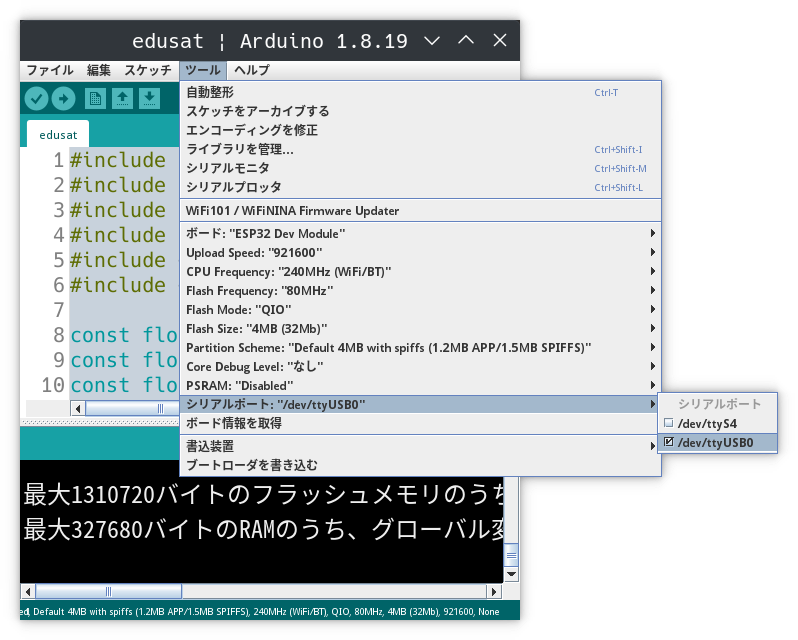 edusat ¦ Arduino 1.8.19
ファイル 編集 スケッチ ツール ヘルプ
自動整形 Ctrl-T
スケッチをアーカイブする
エンコーディングを修正
ライブラリを管理... Ctrl+Shift-I
シリアルモニタ Ctrl+Shift-M
シリアルプロッタ Ctrl+Shift-L
WiFi101 / WiFiNINA Firmware Updater
ボード: "ESP32 Dev Module"
Upload Speed: "921600"
CPU Frequency: "240MHz (WiFi/BT)"
Flash Frequency: "80MHz"
Flash Mode: "QIO"
Flash Size: "4MB (32Mb)"
Partition Scheme: "Default 4MB with spiffs (1.2MB APP/1.5MB SPIFFS)"
Core Debug Level: "なし"
PSRAM: "Disabled"
シリアルポート: "/dev/ttyUSB0"
ボード情報を取得
書込装置
ブートローダを書き込む
シリアルポート
/dev/ttyS4
/dev/ttyUSB0
edusat
1 #include
2 #include
3 #include
4 #include
5 #include
6 #include
7
8 const flo
9 const flo
10 const flo
最大1310720バイトのフラッシュメモリのうち
最大327680バイトのRAMのうち、グローバル変
ed, Default 4MB with spiffs (1.2MB APP/1.5MB SPIFFS), 240MHz (WiFi/BT), QIO, 80MHz, 4MB (32Mb), 921600, None